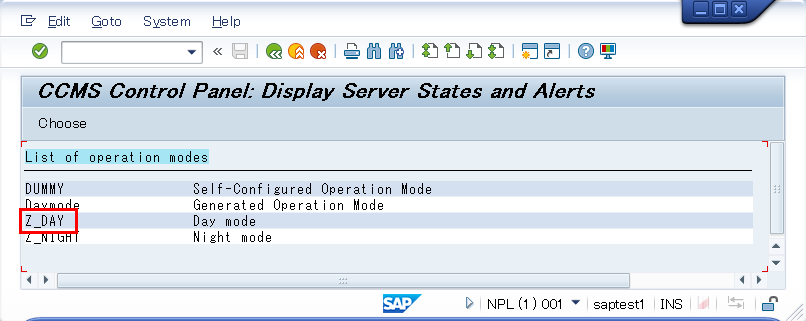 Edit Goto System Help
CCMS Control Panel: Display Server States and Alerts
Choose
List of operation modes
DUMMY Self-Configured Operation Mode
Daymode Generated Operation Mode
Z_DAY Day mode
Z_NIGHT Night mode
SAP NPL (1) 001 saptest1 INS